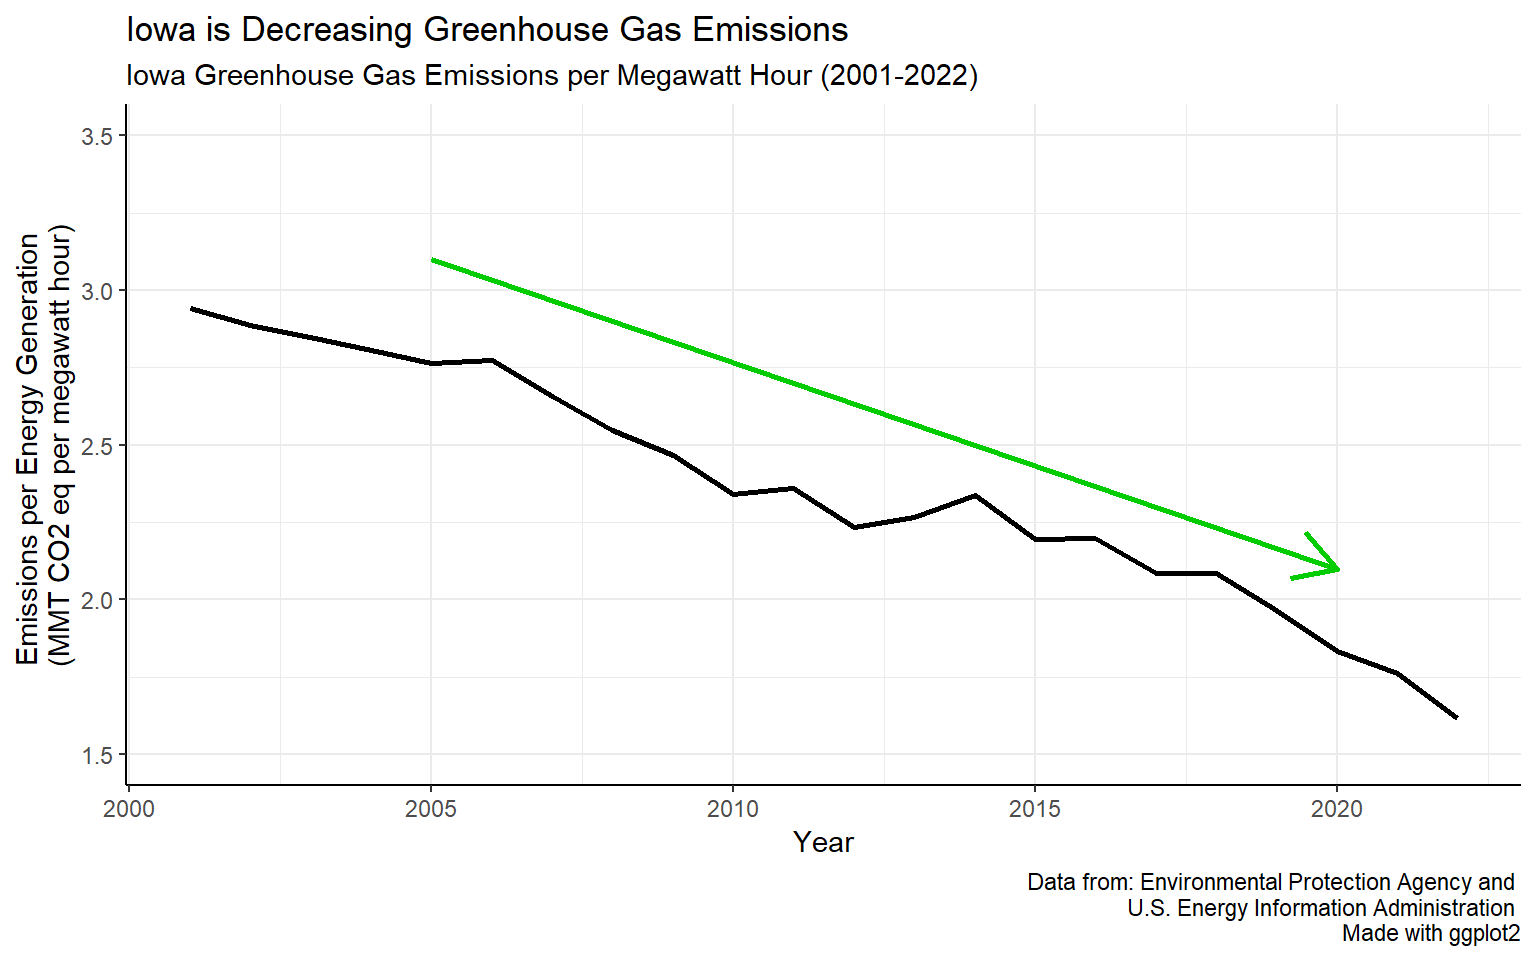 Iowa is Decreasing Greenhouse Gas Emissions
Iowa Greenhouse Gas Emissions per Megawatt Hour (2001-2022)
Emissions per Energy Generation
(MMT CO2 eq per megawatt hour)
3.5
3.0
2.5
2.0
1.5
2000
2005
2010
2015
2020
Year
Data from: Environmental Protection Agency and
U.S. Energy Information Administration
Made with ggplot2